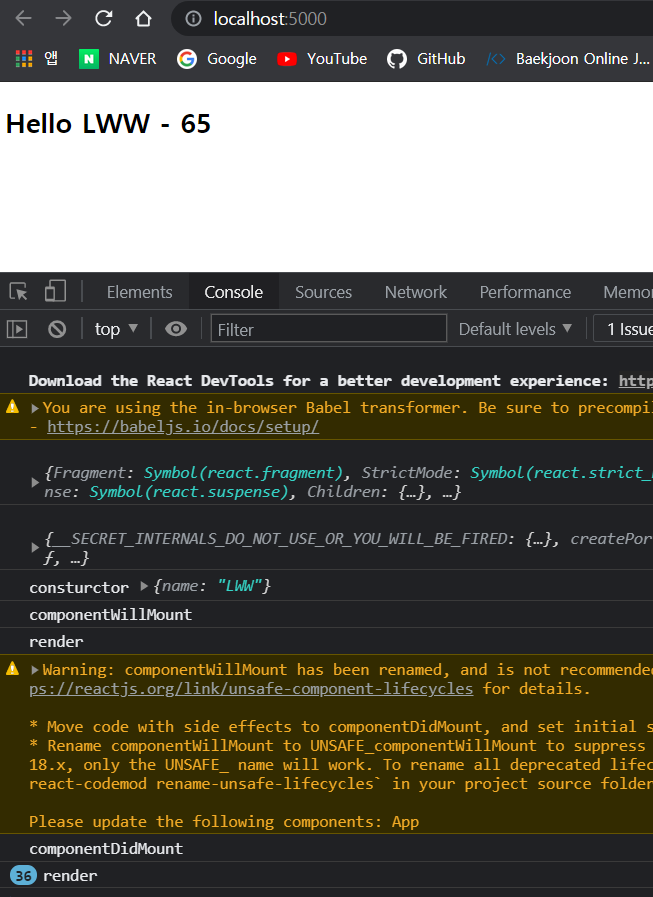 localhost:5000
앱 NAVER Google YouTube GitHub Baekjoon Online J...
Hello LWW - 65
Elements Console Sources Network Performance Memor
top Filter Default levels 1 Issue
Download the React DevTools for a better development experience: http
You are using the in-browser Babel transformer. Be sure to precompil
- https://babeljs.io/docs/setup/
{Fragment: Symbol(react.fragment), StrictMode: Symbol(react.strict_
nse: Symbol(react.suspense), Children: {…}, …}
{__SECRET_INTERNALS_DO_NOT_USE_OR_YOU_WILL_BE_FIRED: {…}, createPor
ƒ, …}
consturctor {name: "LWW"}
componentWillMount
render
Warning: componentWillMount has been renamed, and is not recommended
ps://reactjs.org/link/unsafe-component-lifecycles for details.
* Move code with side effects to componentDidMount, and set initial s
* Rename componentWillMount to UNSAFE_componentWillMount to suppress
18.x, only the UNSAFE_ name will work. To rename all deprecated lifec
react-codemod rename-unsafe-lifecycles` in your project source folder
Please update the following components: App
componentDidMount
36 render